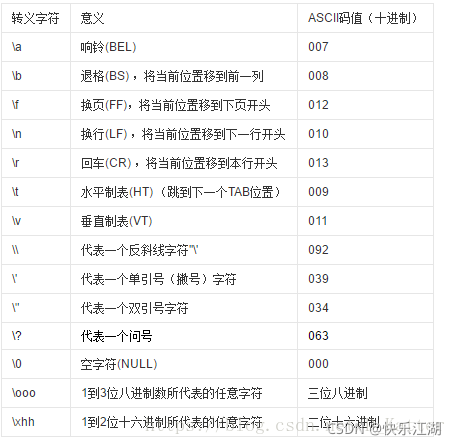 转义字符 意义 ASCII码值（十进制）
\a 响铃(BEL) 007
\b 退格(BS) ，将当前位置移到前一列 008
\f 换页(FF)，将当前位置移到下页开头 012
\n 换行(LF) ，将当前位置移到下一行开头 010
\r 回车(CR) ，将当前位置移到本行开头 013
\t 水平制表(HT) （跳到下一个TAB位置） 009
\v 垂直制表(VT) 011
\\ 代表一个反斜线字符''\' 092
\' 代表一个单引号（撇号）字符 039
\" 代表一个双引号字符 034
\? 代表一个问号 063
\0 空字符(NULL) 000
\ooo 1到3位八进制数所代表的任意字符 三位八进制
\xhh 1到2位十六进制所代表的任意字符 二位十六进制
CSDN @快乐江湖